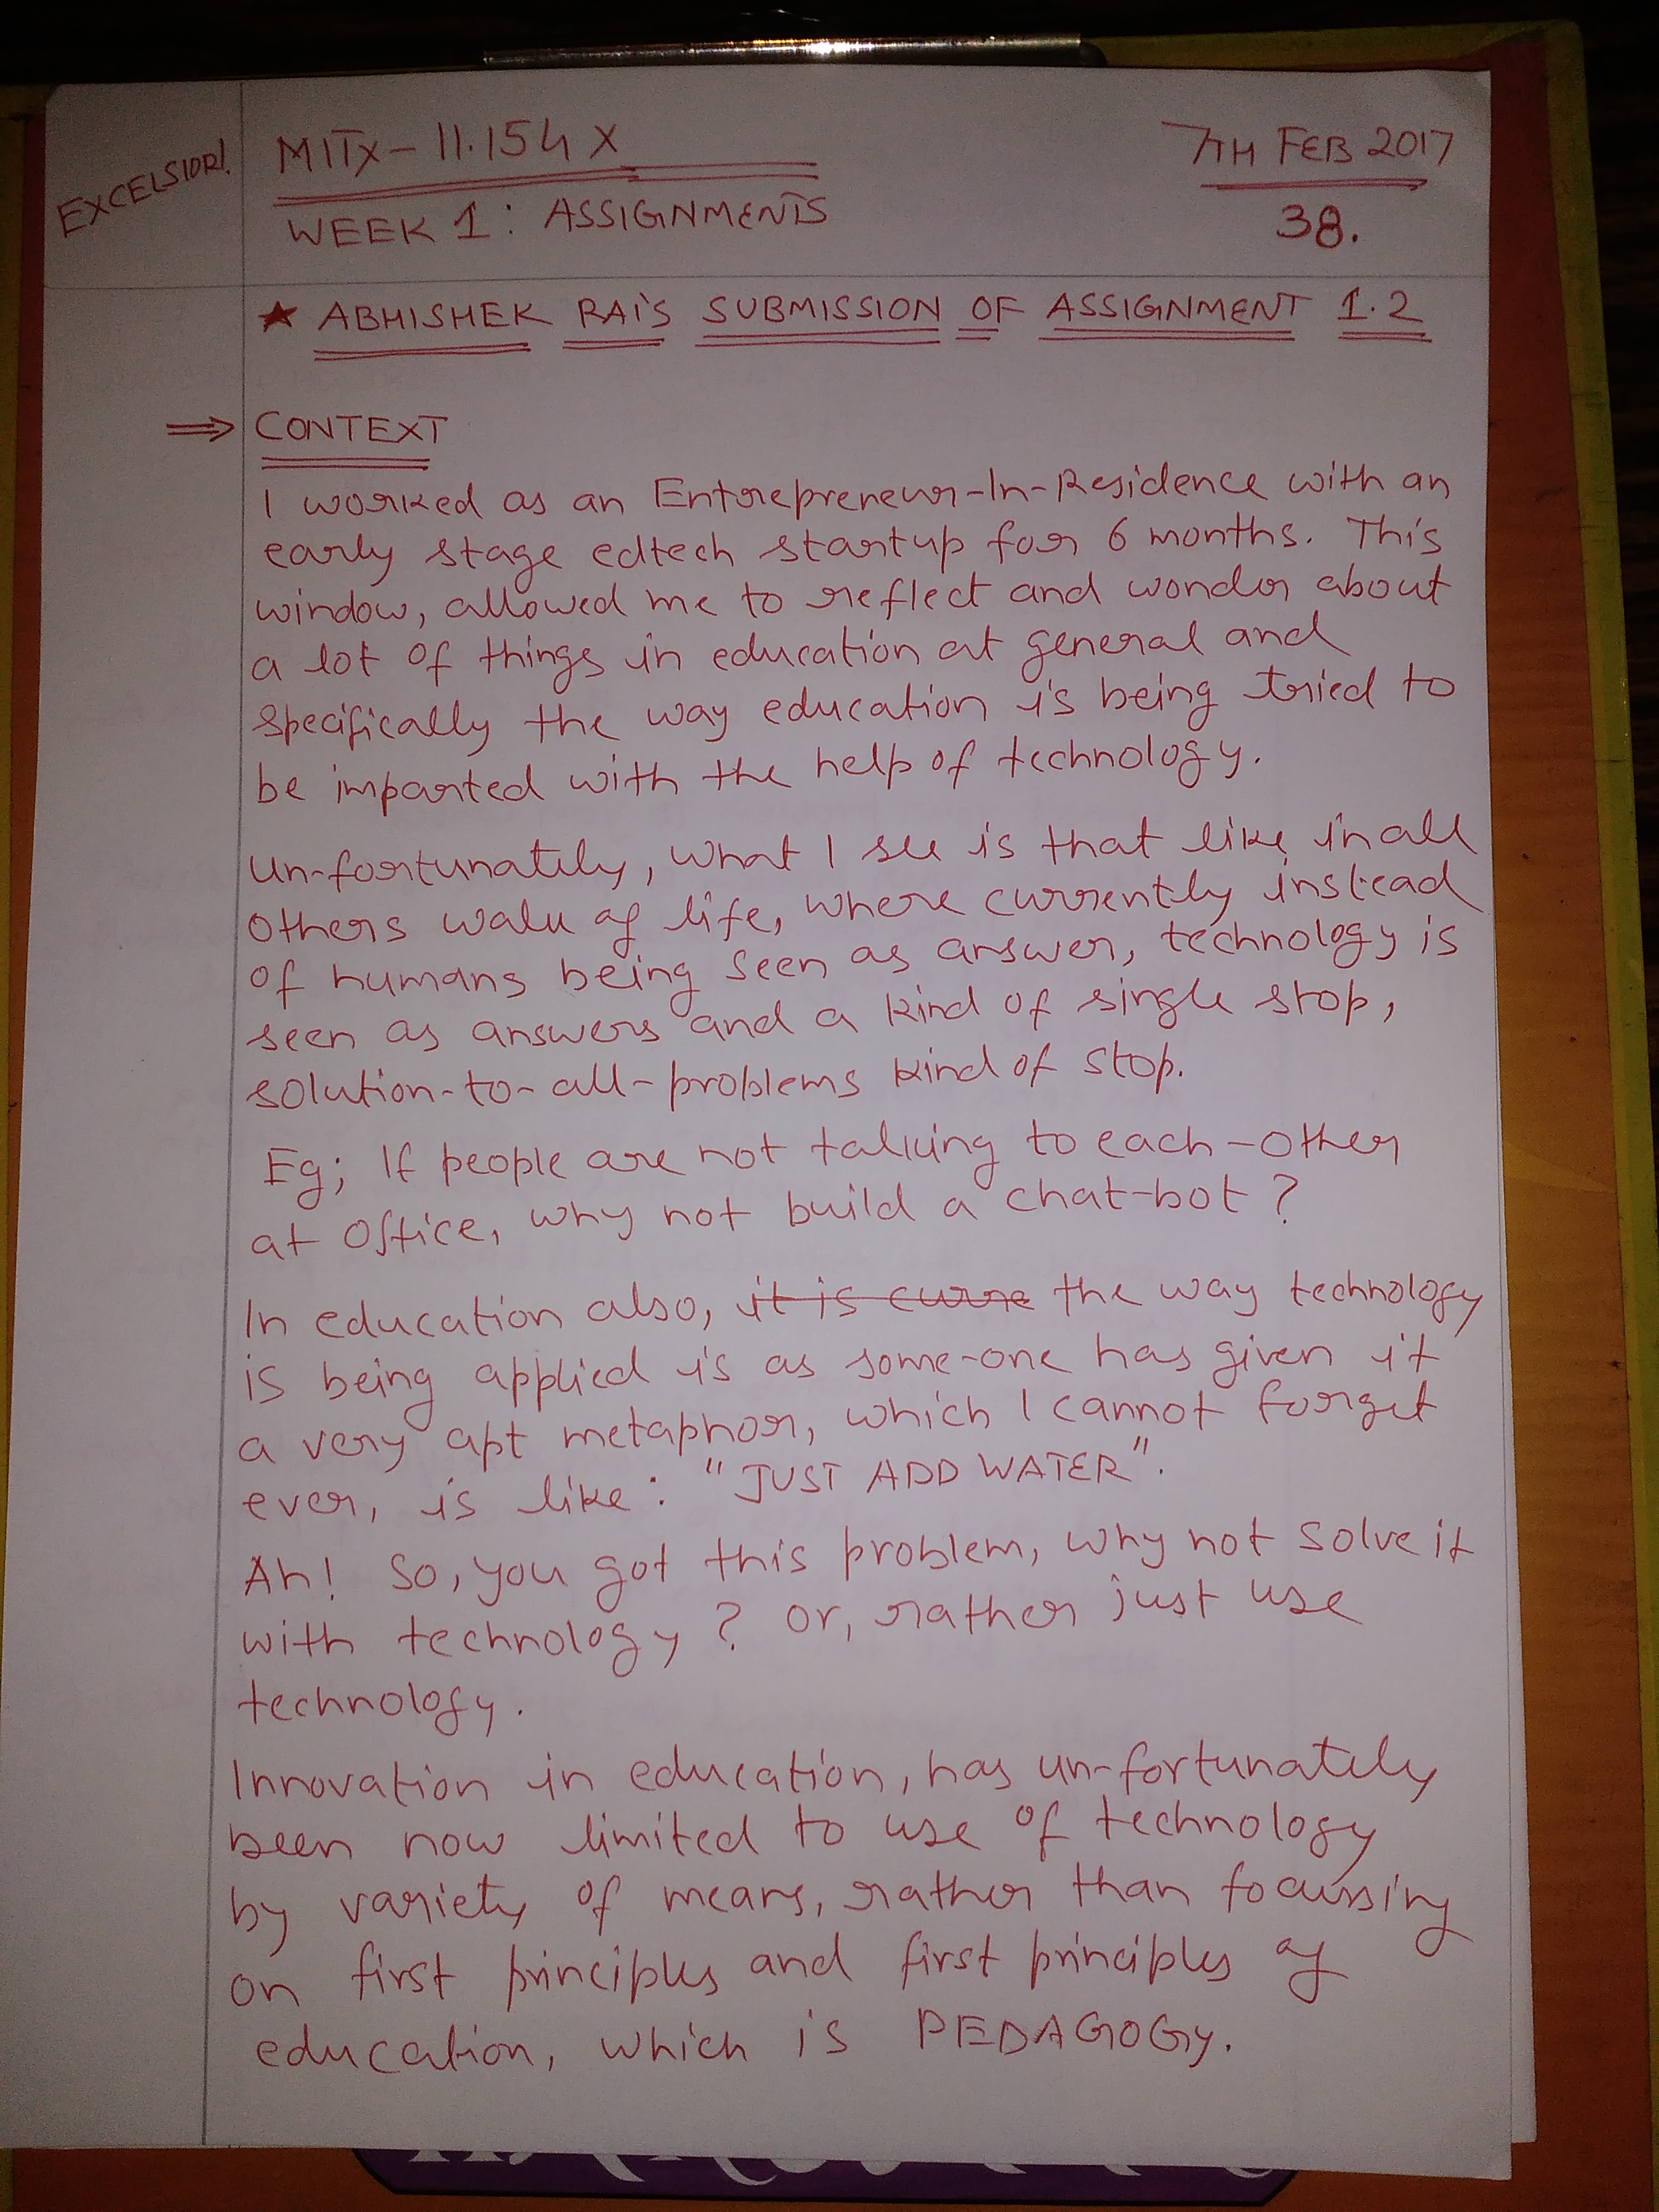 EXCELSIOR!
MITx - 11.154 X
7TH FEB 2017
WEEK 1: ASSIGNMENTS
38.
★ ABHISHEK RAI'S SUBMISSION OF ASSIGNMENT 1.2
⇒ CONTEXT
I worked as an Entrepreneur-In-Residence with an
early stage edtech startup for 6 months. This
window, allowed me to reflect and wonder about
a lot of things in education at general and
specifically the way education is being tried to
be imparted with the help of technology.
Un-fortunately, what I see is that like in all
others walk of life, where currently instead
of humans being seen as answer, technology is
seen as answers and a kind of single stop,
solution-to-all-problems kind of stop.
Eg; If people are not talking to each-other
at office, why not build a chat-bot?
In education also, it is curre the way technology
is being applied is as some-one has given it
a very apt metaphor, which I cannot forget
ever, is like: "JUST ADD WATER".
Ah! So, you got this problem, why not solve it
with technology? or, rather just use
technology.
Innovation in education, has un-fortunately
been now limited to use of technology
by variety of means, rather than focussing
on first principles and first principles of
education, which is PEDAGOGY.